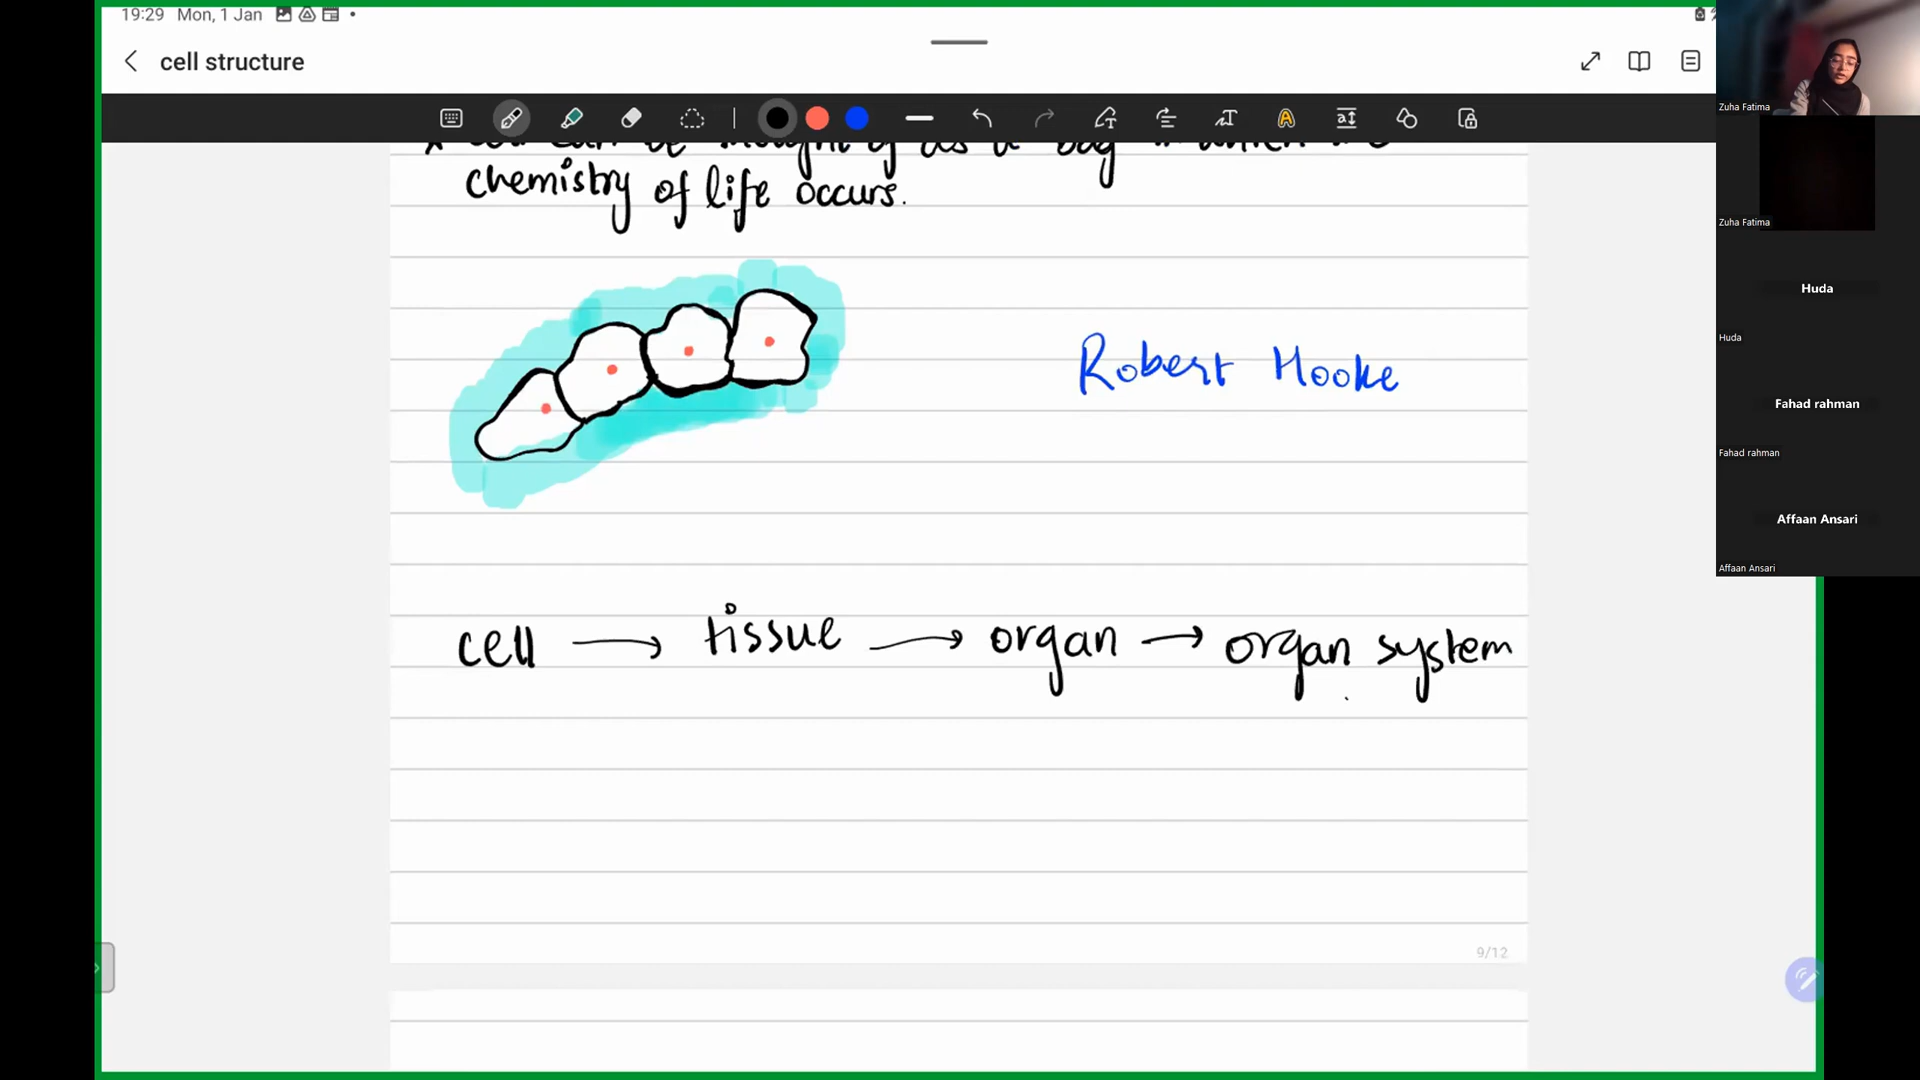 19:29 Mon, 1 Jan
cell structure
chemistry of life occurs.
Robert Hooke
cell → tissue → organ → organ system
9/12
Zuha Fatima
Zuha Fatima
Huda
Huda
Fahad rahman
Fahad rahman
Affaan Ansari
Affaan Ansari